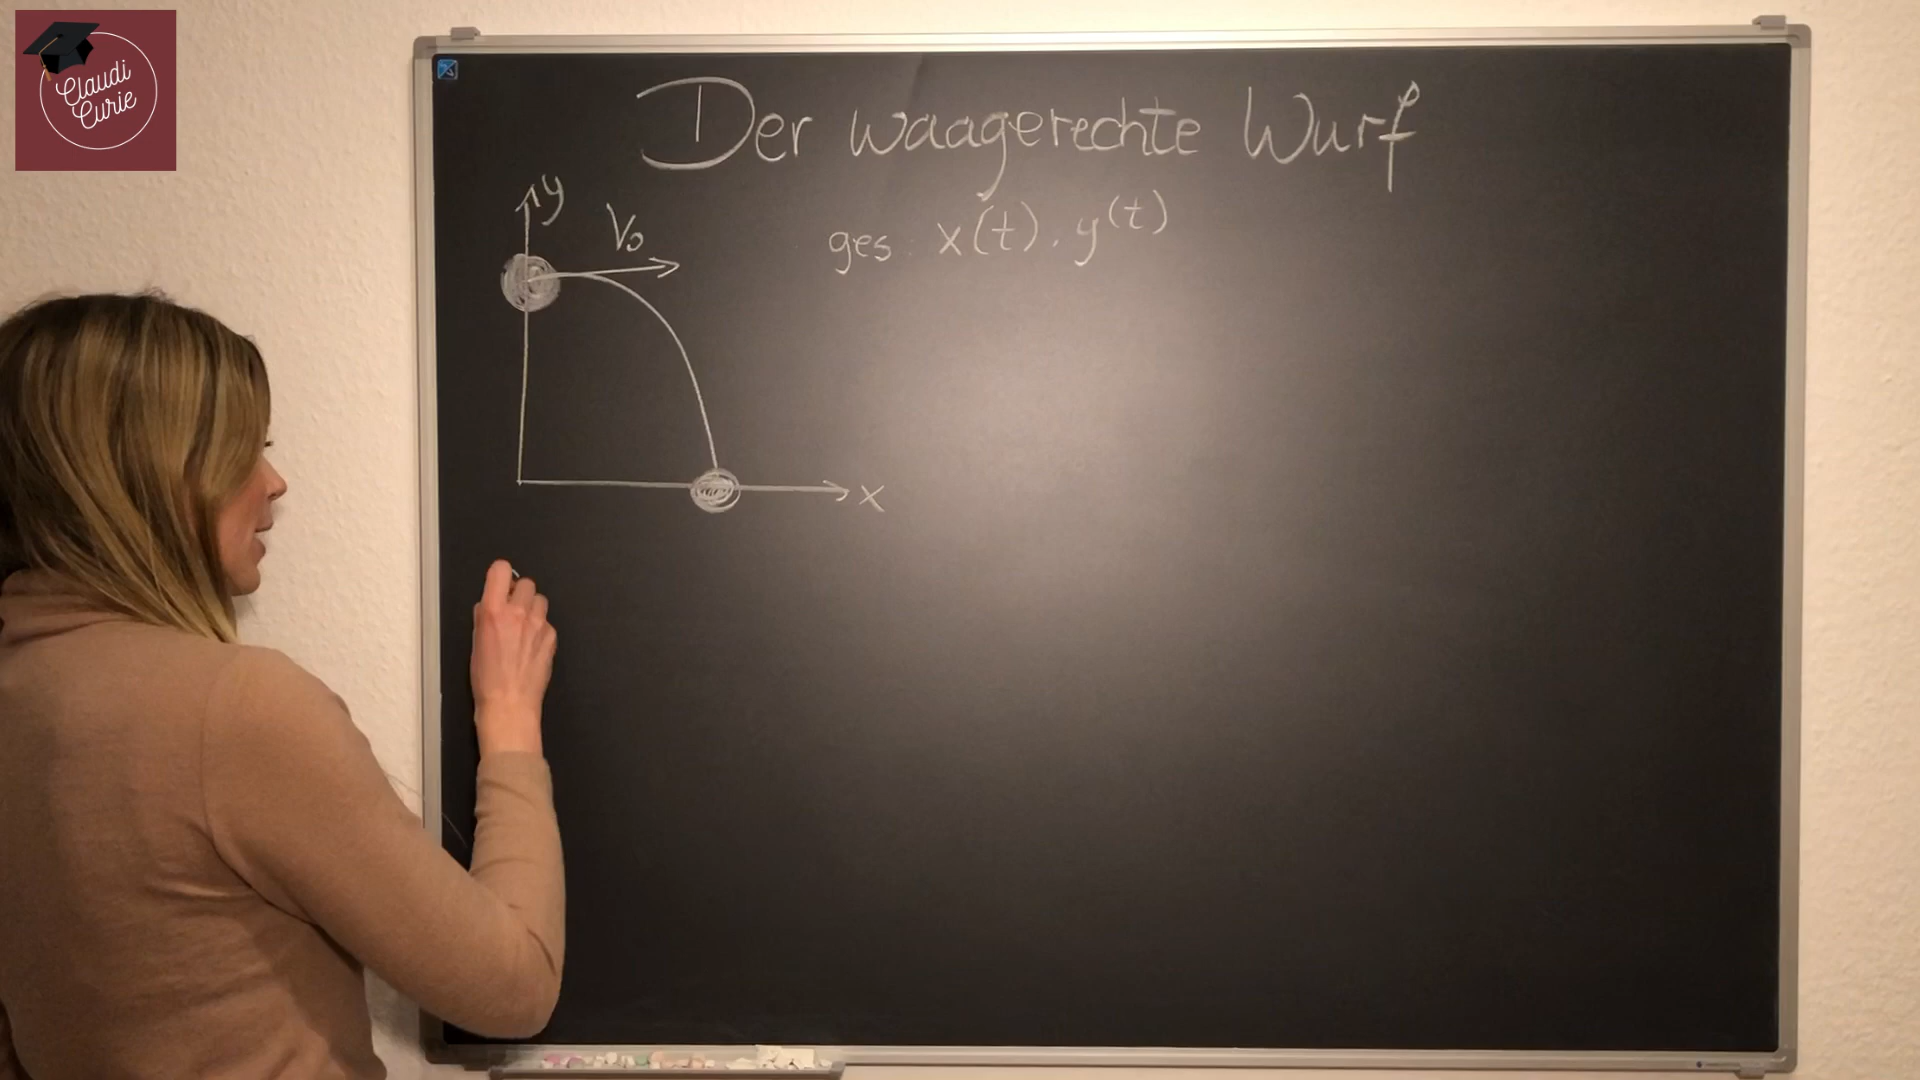 Claudi
Curie
Der waagerechte Wurf
y
V₀
ges: x(t), y(t)
x